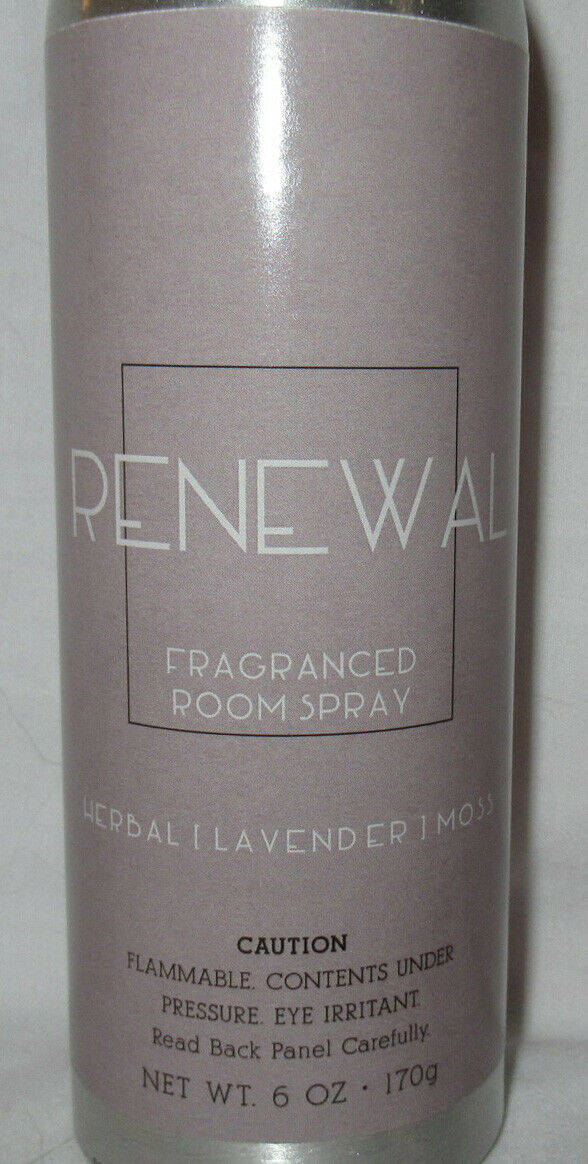 RENEWAL
FRAGRANCED
ROOM SPRAY
HERBAL | LAVENDER | MOSS
CAUTION
FLAMMABLE. CONTENTS UNDER
PRESSURE. EYE IRRITANT.
Read Back Panel Carefully.
NET WT. 6 OZ • 170g